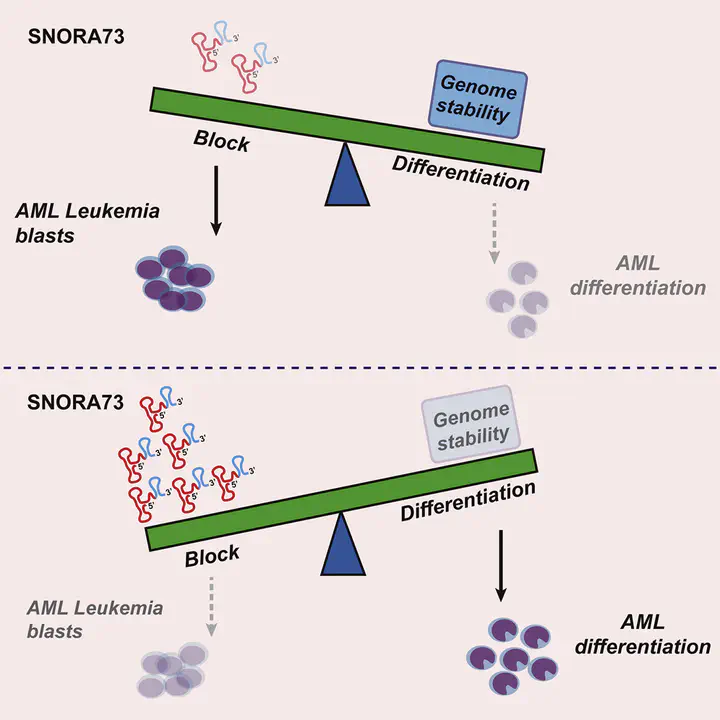 SNORA73
3'
5'
3'
5'
Genome
stability
Block
Differentiation
AML Leukemia
blasts
AML
differentiation
SNORA73
3'
5'
3'
5'
3'
5'
3'
5'
3'
5'
3'
5'
Genome
stability
Differentiation
Block
AML Leukemia
blasts
AML
differentiation